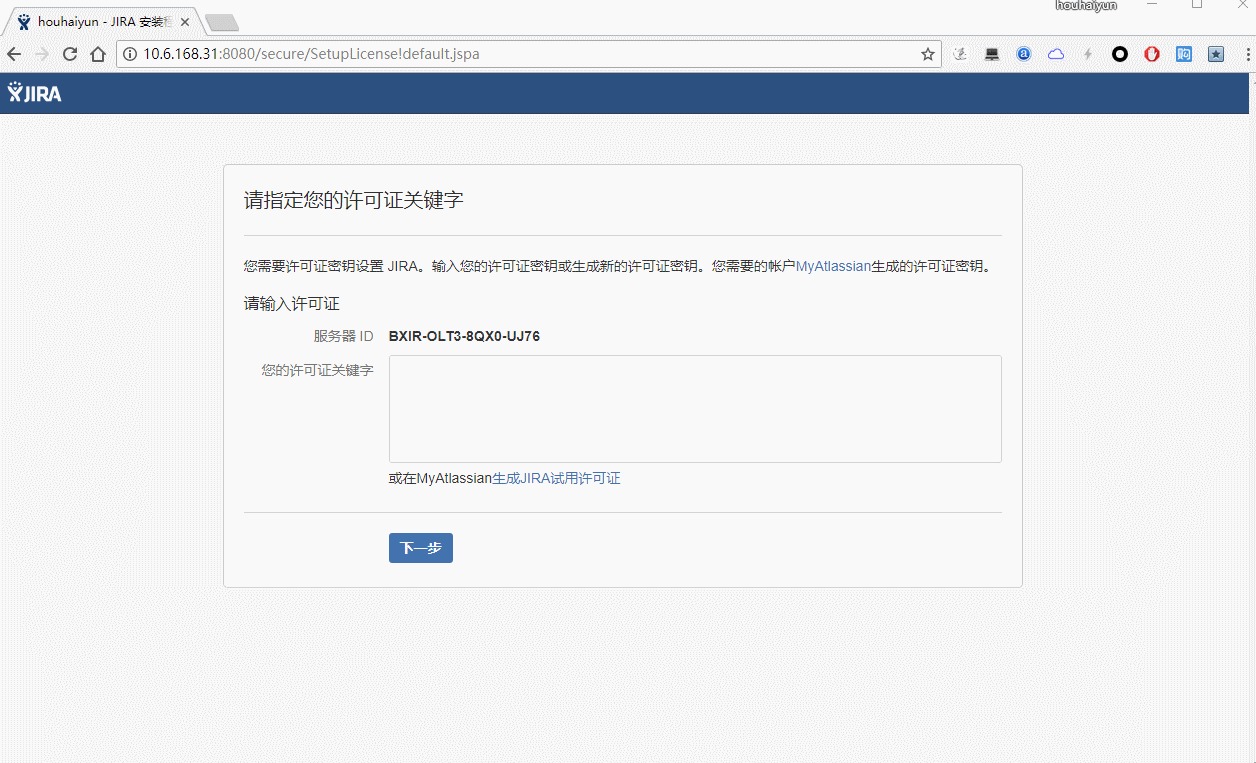 houhaiyun
houhaiyun - JIRA 安装程
10.6.168.31:8080/secure/SetupLicense!default.jspa
JIRA
请指定您的许可证关键字
您需要许可证密钥设置 JIRA。输入您的许可证密钥或生成新的许可证密钥。您需要的帐户MyAtlassian生成的许可证密钥。
请输入许可证
服务器 ID BXIR-OLT3-8QX0-UJ76
您的许可证关键字
或在MyAtlassian生成JIRA试用许可证
下一步